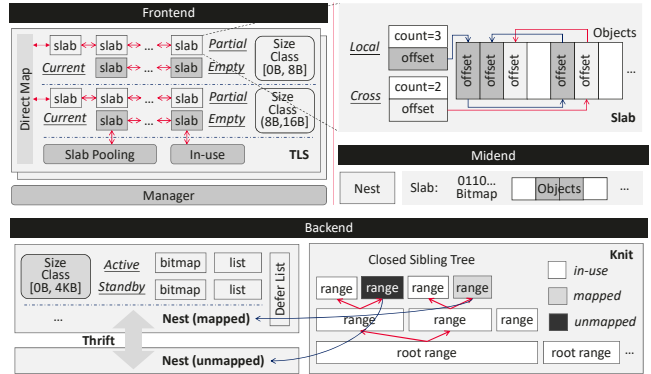 Frontend
Direct Map
slab slab ... slab Partial
Current slab ... slab Empty
Size
Class
[0B, 8B]
slab slab ... slab Partial
Current slab ... slab Empty
Size
Class
(8B,16B]
Slab Pooling In-use TLS
Manager
Local
count=3
offset
Cross
count=2
offset
Objects
offset offset offset offset offset ...
Slab
Midend
Nest
Slab: 0110...
Bitmap
Objects ...
Backend
Size
Class
[0B, 4KB]
Active bitmap list
Standby bitmap list
Defer List
... Nest (mapped)
Thrift
Nest (unmapped)
Closed Sibling Tree
range range range range
range range range
root range root range ...
Knit
in-use
mapped
unmapped